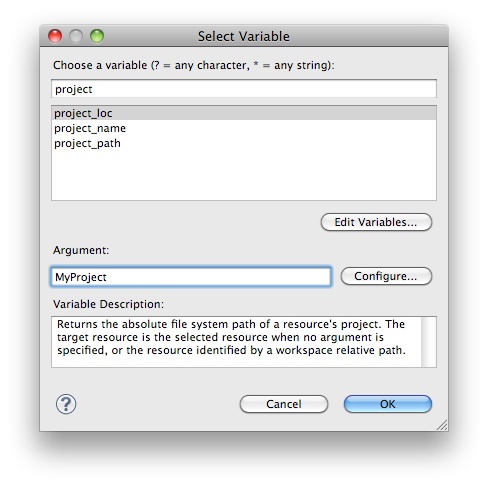 Select Variable
Choose a variable (? = any character, * = any string):
project
project_loc
project_name
project_path
Edit Variables...
Argument:
MyProject
Configure...
Variable Description:
Returns the absolute file system path of a resource's project. The
target resource is the selected resource when no argument is
specified, or the resource identified by a workspace relative path.
?
Cancel
OK